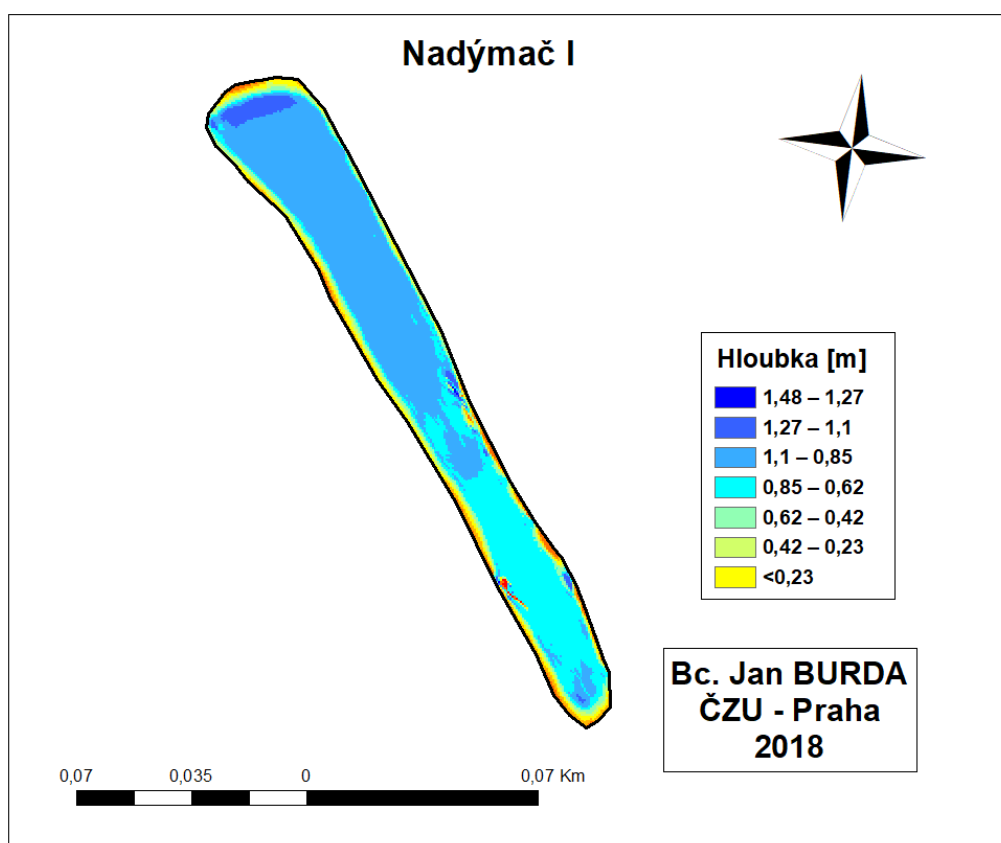 Nadýmač I
Hloubka [m]
1,48 – 1,27
1,27 – 1,1
1,1 – 0,85
0,85 – 0,62
0,62 – 0,42
0,42 – 0,23
<0,23
Bc. Jan BURDA
ČZU - Praha
2018
0,07 0,035 0 0,07 Km